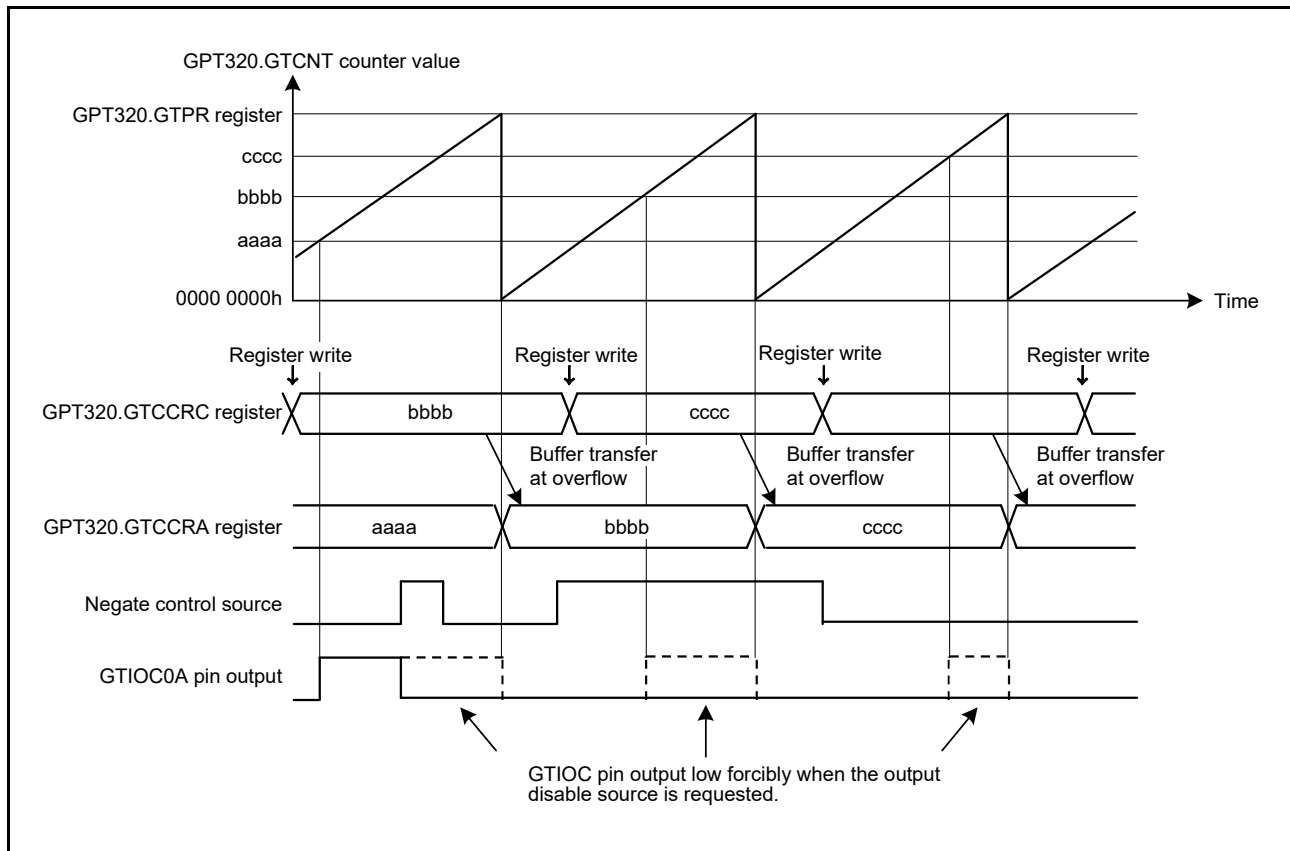 GPT320.GTCNT counter value
GPT320.GTPR register
cccc
bbbb
aaaa
0000 0000h
Time
Register write
Register write
Register write
Register write
GPT320.GTCCRC register
bbbb
cccc
Buffer transfer
at overflow
Buffer transfer
at overflow
Buffer transfer
at overflow
GPT320.GTCCRA register
aaaa
bbbb
cccc
Negate control source
GTIOC0A pin output
GTIOC pin output low forcibly when the output
disable source is requested.